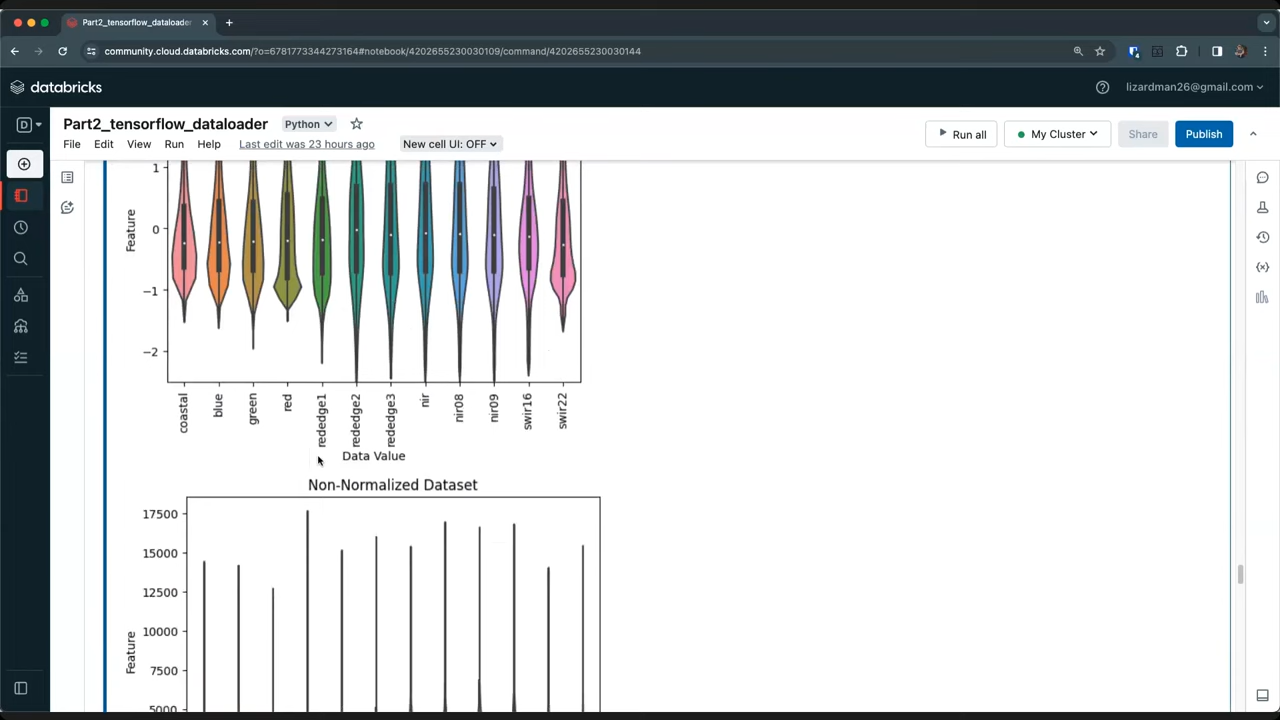 Part2_tensorflow_dataloader
community.cloud.databricks.com/?o=6781773344273164#notebook/4202655230030109/command/4202655230030144
databricks
lizardman26@gmail.com
Part2_tensorflow_dataloader
Python
File Edit View Run Help
Last edit was 23 hours ago
New cell UI: OFF
Run all
My Cluster
Share
Publish
D
1
0
−1
−2
Feature
coastal
blue
green
red
rededge1
rededge2
rededge3
nir
nir08
nir09
swir16
swir22
Data Value
Non-Normalized Dataset
17500
15000
12500
10000
7500
5000
Feature